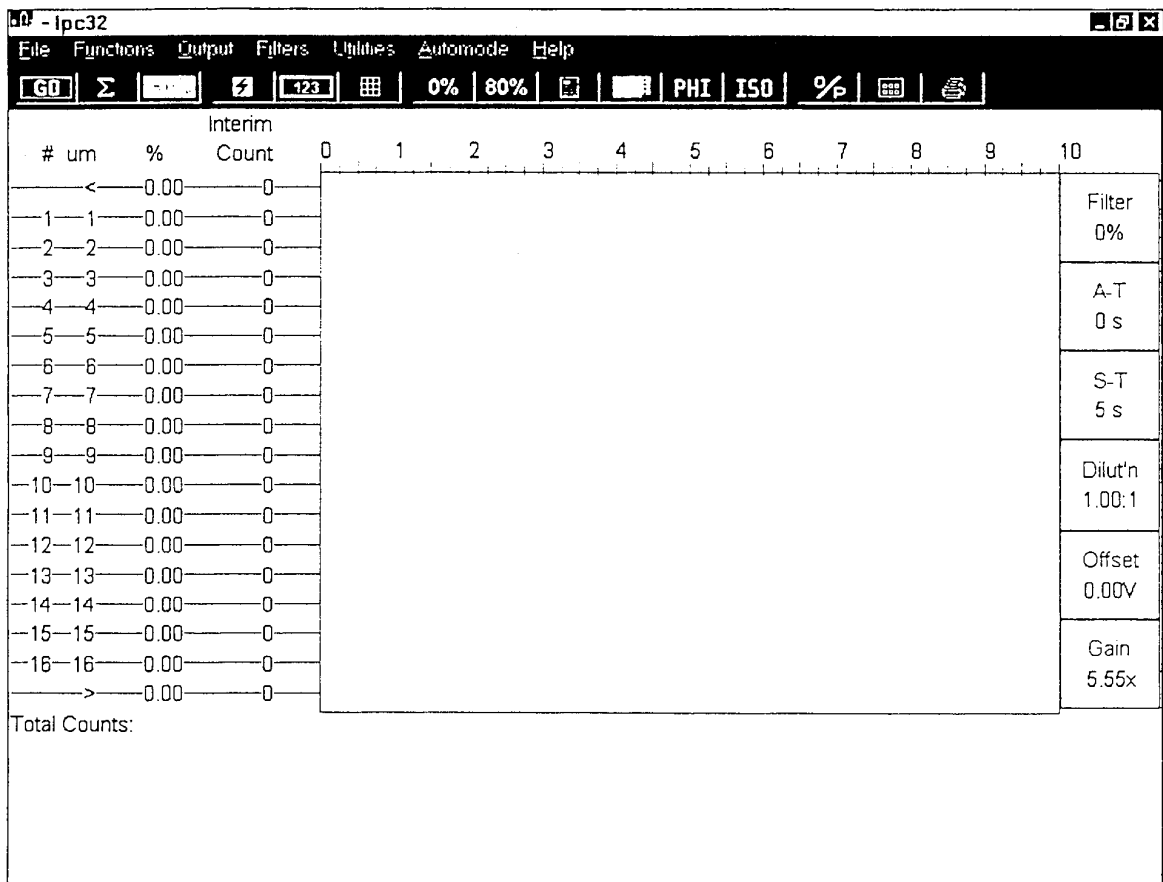 - lpc32
File Functions Output Filters Utilities Automode Help
GO Σ 123 0% 80% PHI ISO %p
Interim
# um % Count 0 1 2 3 4 5 6 7 8 9 10
< 0.00 0
1 1 0.00 0
2 2 0.00 0
3 3 0.00 0
4 4 0.00 0
5 5 0.00 0
6 6 0.00 0
7 7 0.00 0
8 8 0.00 0
9 9 0.00 0
10 10 0.00 0
11 11 0.00 0
12 12 0.00 0
13 13 0.00 0
14 14 0.00 0
15 15 0.00 0
16 16 0.00 0
> 0.00 0
Total Counts:
Filter
0%
A-T
0 s
S-T
5 s
Dilut'n
1.00:1
Offset
0.00V
Gain
5.55x